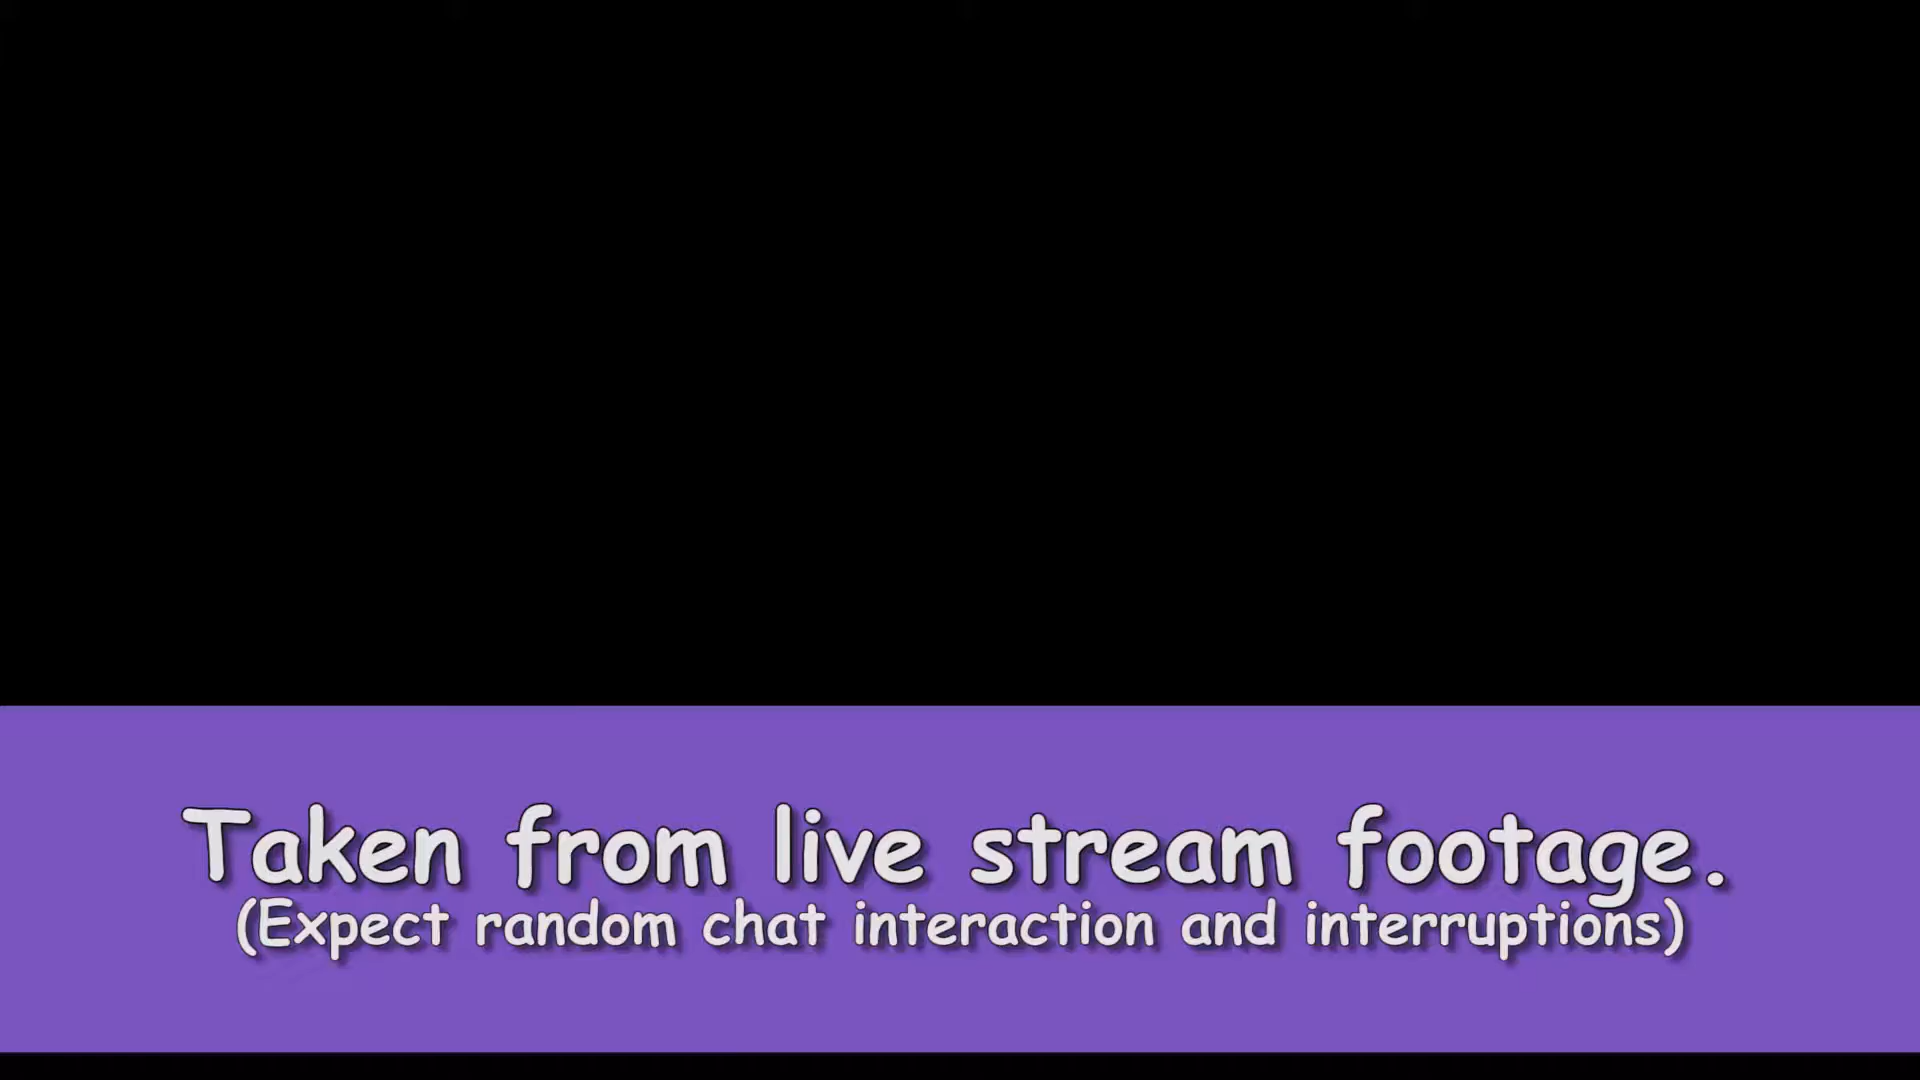 Taken from live stream footage.
(Expect random chat interaction and interruptions)